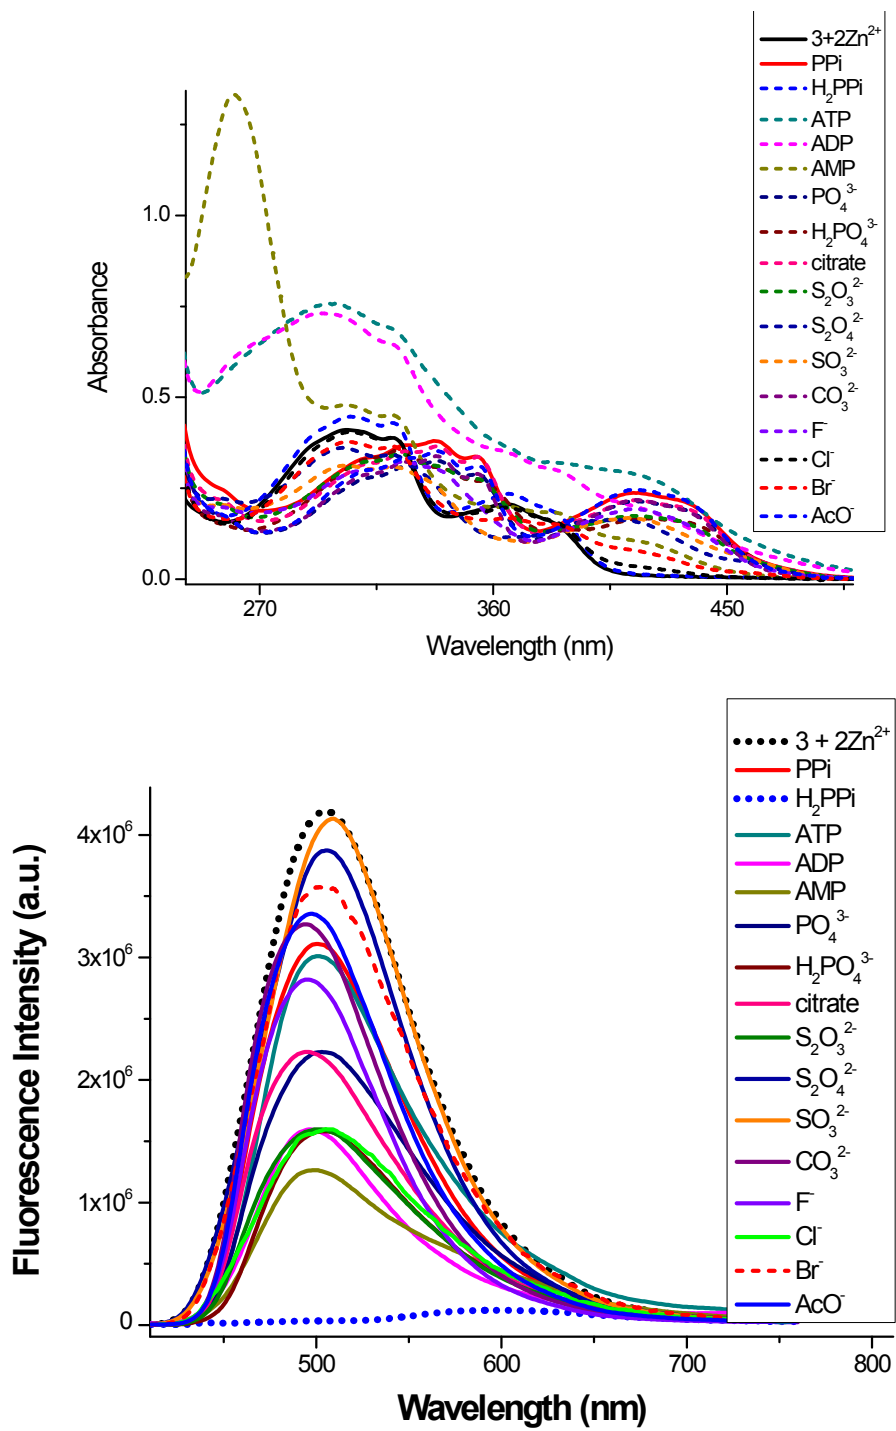 3+2Zn²⁺
PPi
H₂PPi
ATP
ADP
AMP
PO₄³⁻
H₂PO₄³⁻
citrate
S₂O₃²⁻
S₂O₄²⁻
SO₃²⁻
CO₃²⁻
F⁻
Cl⁻
Br⁻
AcO⁻
1.0
0.5
0.0
Absorbance
270 360 450
Wavelength (nm)
3 + 2Zn²⁺
PPi
H₂PPi
ATP
ADP
AMP
PO₄³⁻
H₂PO₄³⁻
citrate
S₂O₃²⁻
S₂O₄²⁻
SO₃²⁻
CO₃²⁻
F⁻
Cl⁻
Br⁻
AcO⁻
4x10⁶
3x10⁶
2x10⁶
1x10⁶
0
Fluorescence Intensity (a.u.)
500 600 700 800
Wavelength (nm)